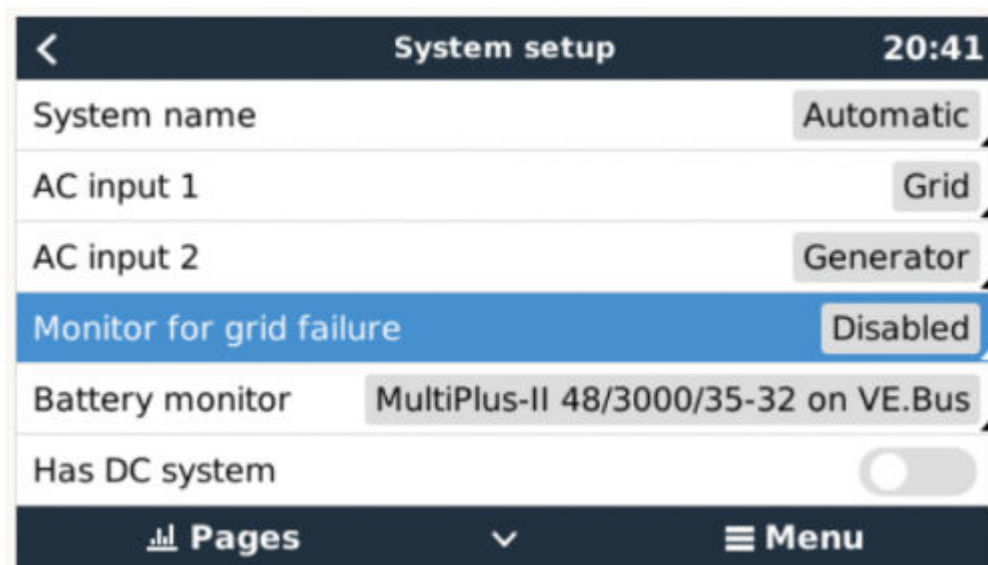 System setup 20:41
System name Automatic
AC input 1 Grid
AC input 2 Generator
Monitor for grid failure Disabled
Battery monitor MultiPlus-II 48/3000/35-32 on VE.Bus
Has DC system
Pages Menu